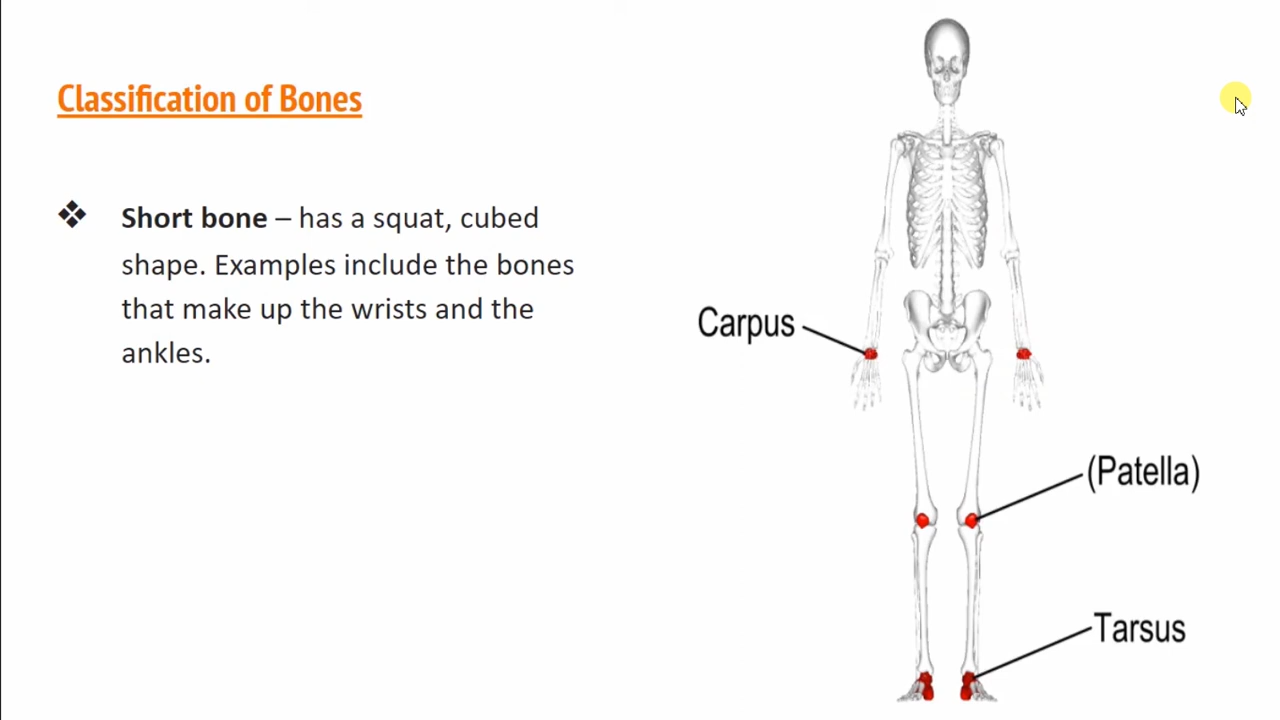 Classification of Bones
❖ Short bone – has a squat, cubed
shape. Examples include the bones
that make up the wrists and the
ankles.
Carpus
(Patella)
Tarsus